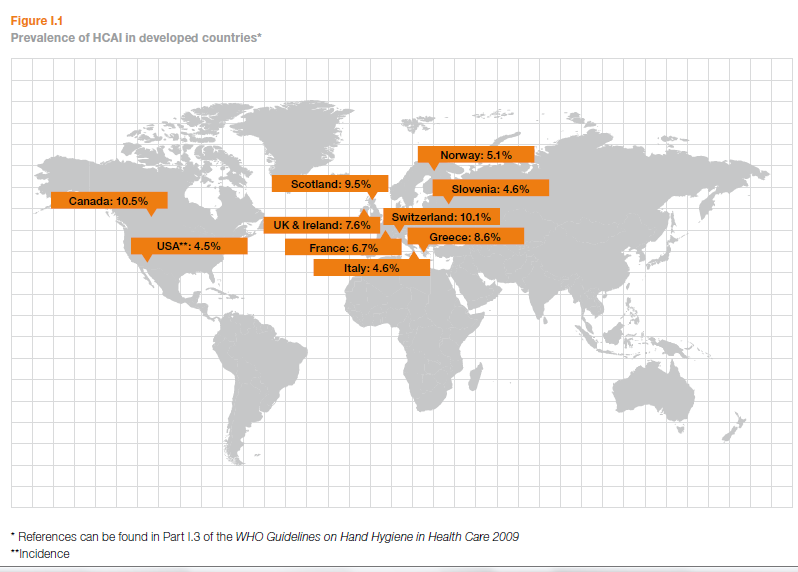 Figure I.1
Prevalence of HCAI in developed countries*
Norway: 5.1%
Scotland: 9.5%
Slovenia: 4.6%
Canada: 10.5%
Switzerland: 10.1%
UK & Ireland: 7.6%
Greece: 8.6%
USA**: 4.5%
France: 6.7%
Italy: 4.6%
* References can be found in Part I.3 of the WHO Guidelines on Hand Hygiene in Health Care 2009
**Incidence